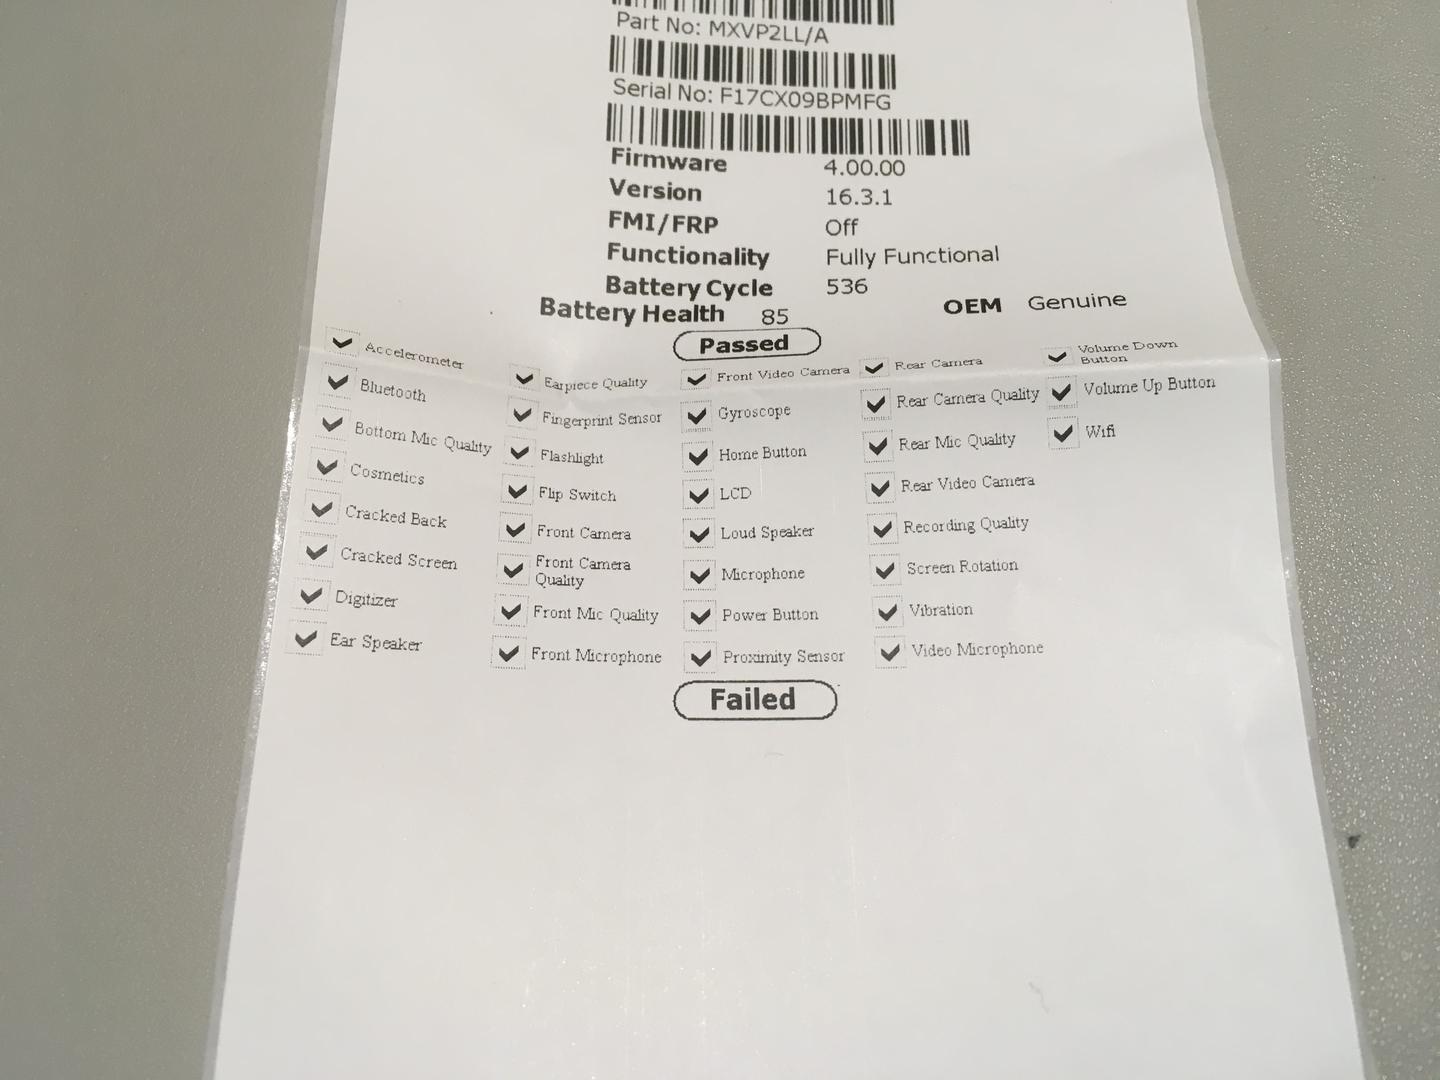 Part No: MXVP2LL/A
Serial No: F17CX09BPMFG
Firmware 4.00.00
Version 16.3.1
FMI/FRP Off
Functionality Fully Functional
Battery Cycle 536
Battery Health 85 OEM Genuine
Passed
Accelerometer
Bluetooth
Bottom Mic Quality
Cosmetics
Cracked Back
Cracked Screen
Digitizer
Ear Speaker
Earpiece Quality
Fingerprint Sensor
Flashlight
Flip Switch
Front Camera
Front Camera
Quality
Front Mic Quality
Front Microphone
Front Video Camera
Gyroscope
Home Button
LCD
Loud Speaker
Microphone
Power Button
Proximity Sensor
Rear Camera
Rear Camera Quality
Rear Mic Quality
Rear Video Camera
Recording Quality
Screen Rotation
Vibration
Video Microphone
Volume Down
Button
Volume Up Button
Wifi
Failed